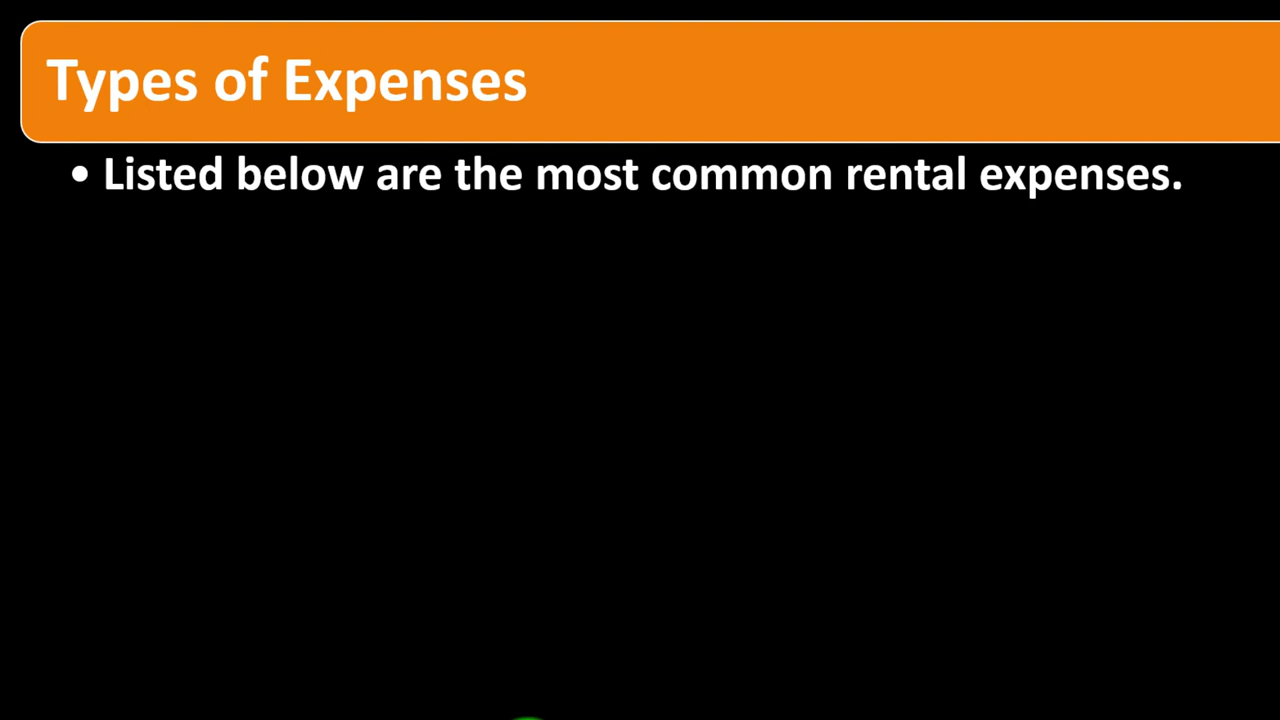 Types of Expenses
• Listed below are the most common rental expenses.